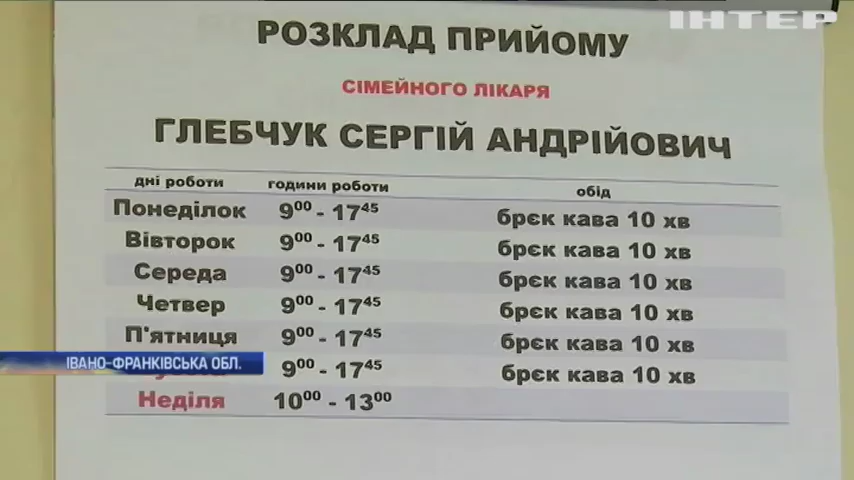 ІНТЕР
РОЗКЛАД ПРИЙОМУ
СІМЕЙНОГО ЛІКАРЯ
ГЛЕБЧУК СЕРГІЙ АНДРІЙОВИЧ
дні роботи години роботи обід
Понеділок 9⁰⁰ - 17⁴⁵ брєк кава 10 хв
Вівторок 9⁰⁰ - 17⁴⁵ брєк кава 10 хв
Середа 9⁰⁰ - 17⁴⁵ брєк кава 10 хв
Четвер 9⁰⁰ - 17⁴⁵ брєк кава 10 хв
П'ятниця 9⁰⁰ - 17⁴⁵ брєк кава 10 хв
ІВАНО-ФРАНКІВСЬКА ОБЛ.
9⁰⁰ - 17⁴⁵ брєк кава 10 хв
Неділя 10⁰⁰ - 13⁰⁰